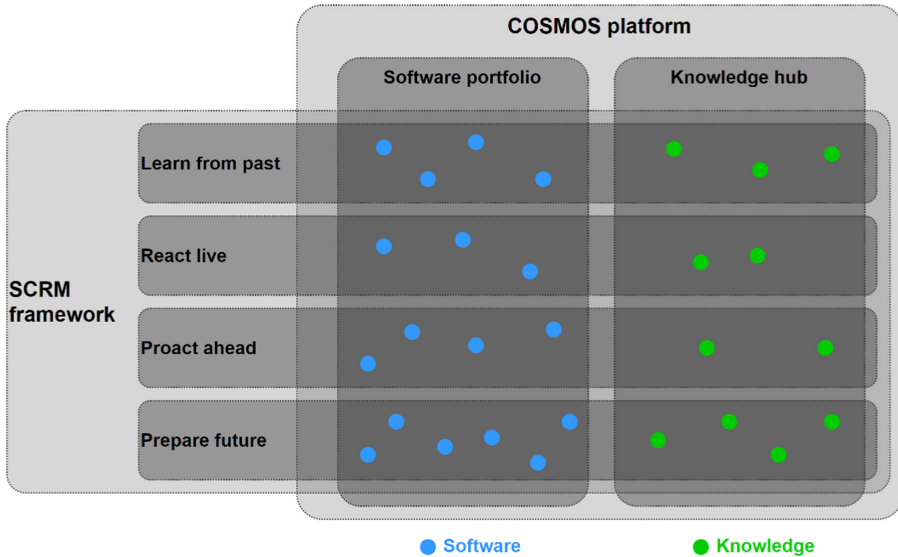 COSMOS platform
Software portfolio
Knowledge hub
Learn from past
React live
SCRM
framework
Proact ahead
Prepare future
Software
Knowledge